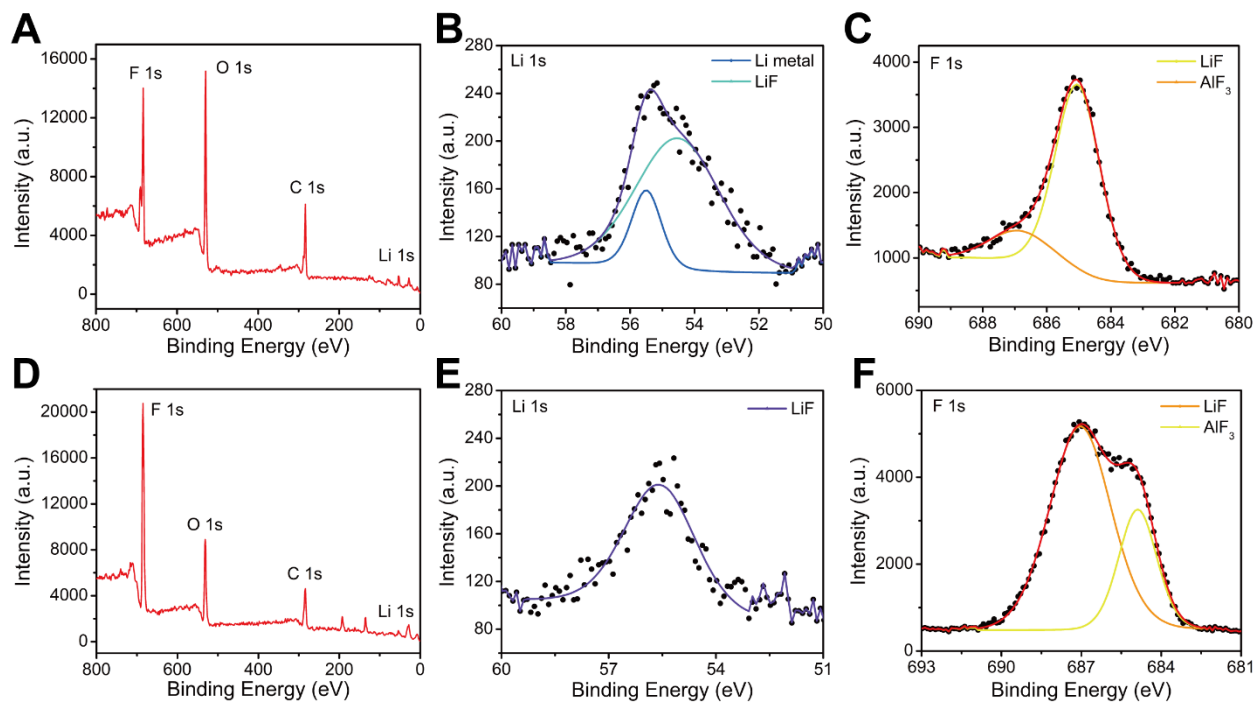 A
Intensity (a.u.)
16000
12000
8000
4000
0
F 1s
O 1s
C 1s
Li 1s
800 600 400 200 0
Binding Energy (eV)
B
Intensity (a.u.)
280
240
200
160
120
80
Li 1s
Li metal
LiF
60 58 56 54 52 50
Binding Energy (eV)
C
Intensity (a.u.)
4000
3000
2000
1000
F 1s
LiF
AlF₃
690 688 686 684 682 680
Binding Energy (eV)
D
Intensity (a.u.)
20000
16000
12000
8000
4000
0
F 1s
O 1s
C 1s
Li 1s
800 600 400 200 0
Binding Energy (eV)
E
Intensity (a.u.)
280
240
200
160
120
80
Li 1s
LiF
60 57 54 51
Binding Energy (eV)
F
Intensity (a.u.)
6000
4000
2000
0
F 1s
LiF
AlF₃
693 690 687 684 681
Binding Energy (eV)